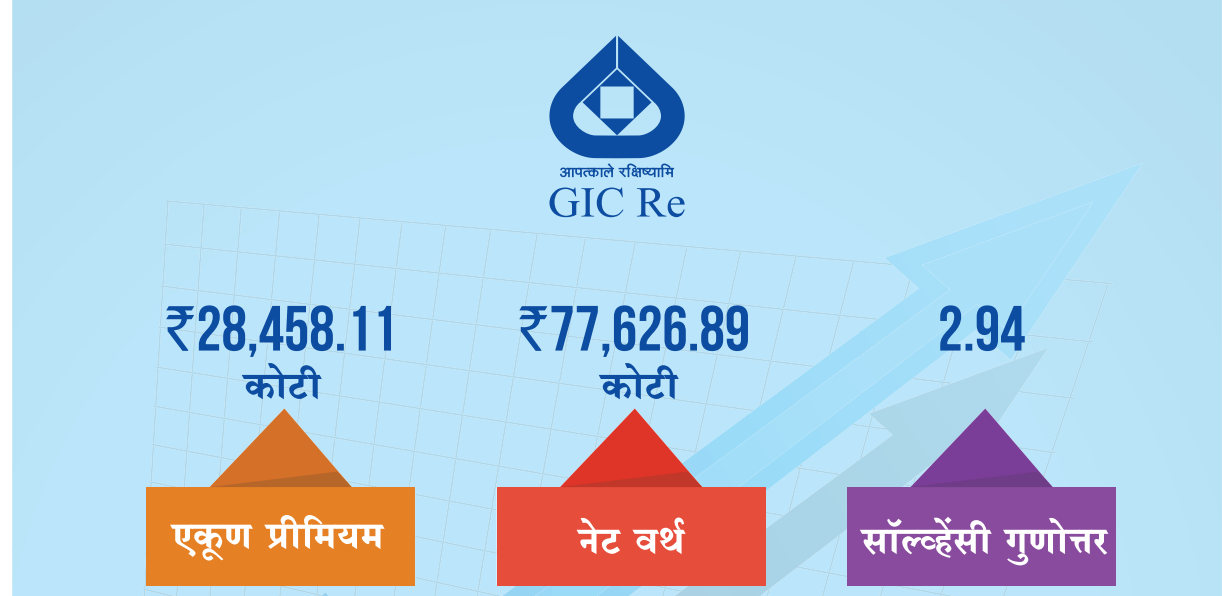 आपत्काले रक्षिष्यामि
GIC Re
₹28,458.11
कोटी
एकूण प्रीमियम
₹77,626.89
कोटी
नेट वर्थ
2.94
सॉल्व्हेंसी गुणोत्तर